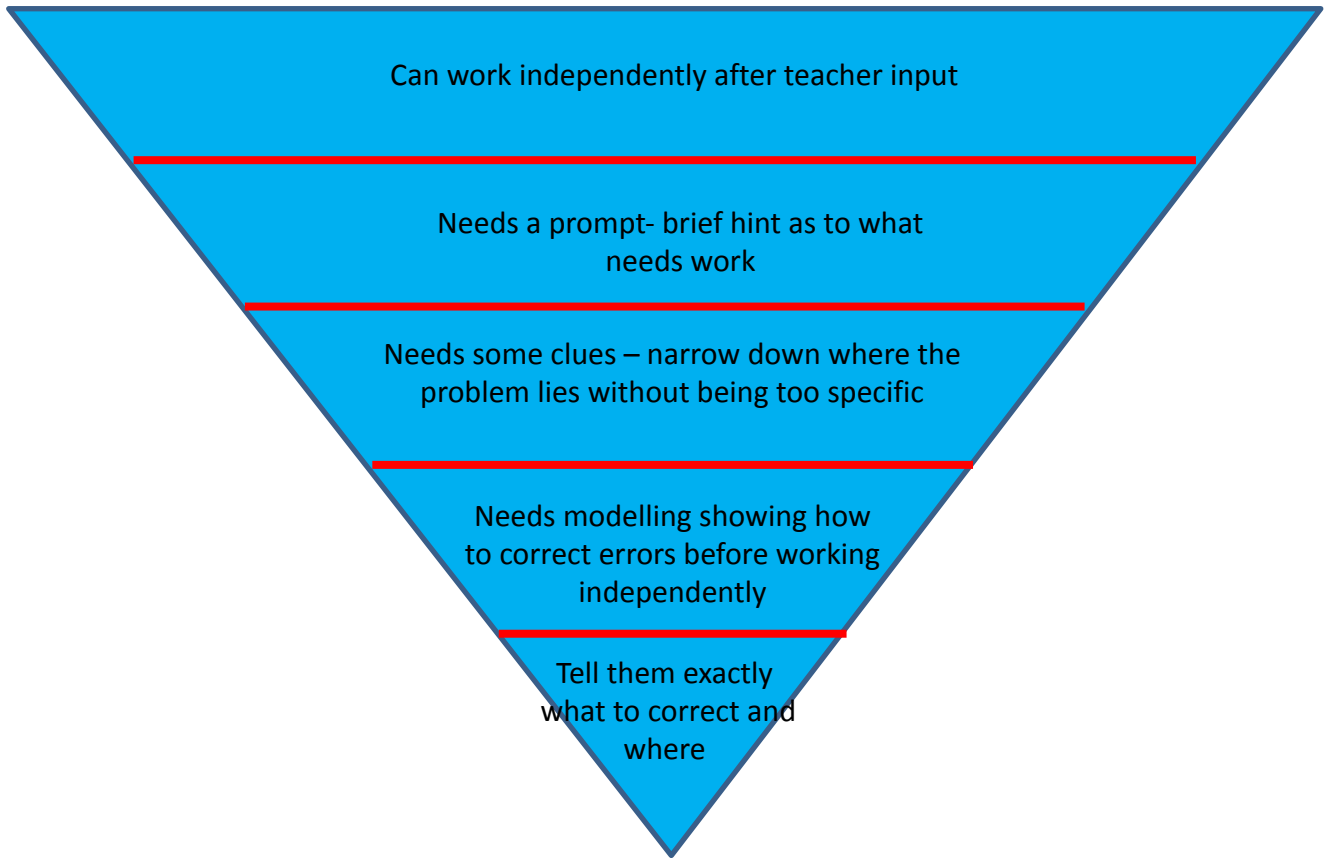 Can work independently after teacher input
Needs a prompt- brief hint as to what
needs work
Needs some clues – narrow down where the
problem lies without being too specific
Needs modelling showing how
to correct errors before working
independently
Tell them exactly
what to correct and
where